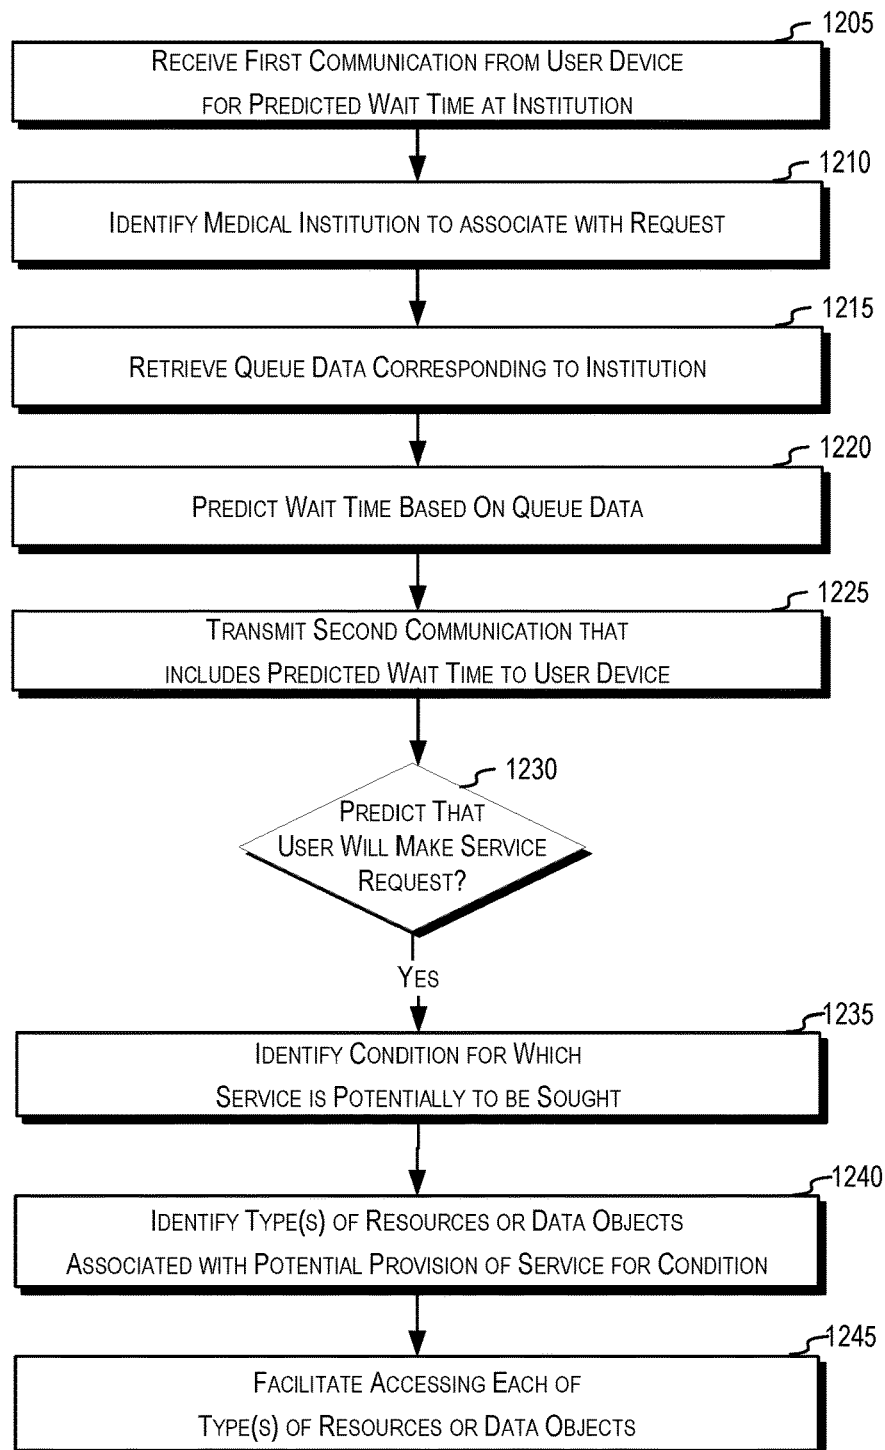 1205
RECEIVE FIRST COMMUNICATION FROM USER DEVICE
FOR PREDICTED WAIT TIME AT INSTITUTION
1210
IDENTIFY MEDICAL INSTITUTION TO ASSOCIATE WITH REQUEST
1215
RETRIEVE QUEUE DATA CORRESPONDING TO INSTITUTION
1220
PREDICT WAIT TIME BASED ON QUEUE DATA
1225
TRANSMIT SECOND COMMUNICATION THAT
INCLUDES PREDICTED WAIT TIME TO USER DEVICE
1230
PREDICT THAT
USER WILL MAKE SERVICE
REQUEST?
YES
1235
IDENTIFY CONDITION FOR WHICH
SERVICE IS POTENTIALLY TO BE SOUGHT
1240
IDENTIFY TYPE(S) OF RESOURCES OR DATA OBJECTS
ASSOCIATED WITH POTENTIAL PROVISION OF SERVICE FOR CONDITION
1245
FACILITATE ACCESSING EACH OF
TYPE(S) OF RESOURCES OR DATA OBJECTS